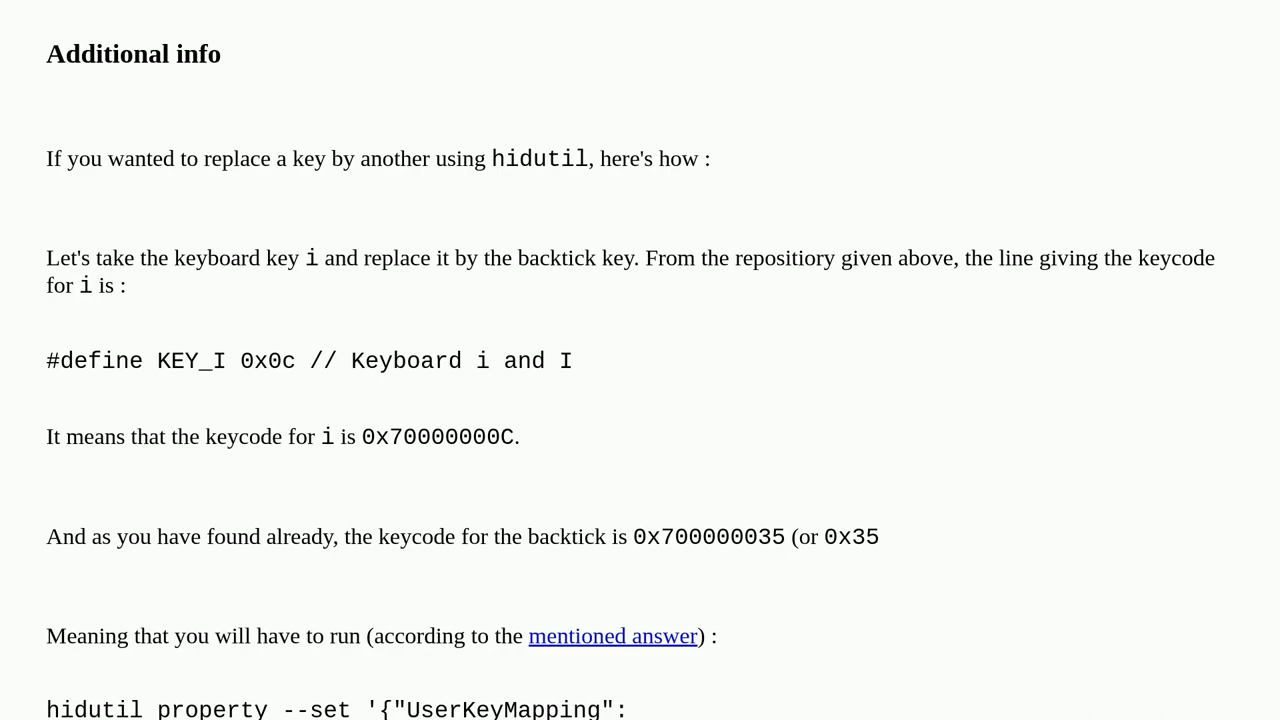 Additional info
If you wanted to replace a key by another using hidutil, here's how :
Let's take the keyboard key i and replace it by the backtick key. From the repositiory given above, the line giving the keycode
for i is :
#define KEY_I 0x0c // Keyboard i and I
It means that the keycode for i is 0x70000000C.
And as you have found already, the keycode for the backtick is 0x700000035 (or 0x35
Meaning that you will have to run (according to the mentioned answer) :
hidutil property --set '{"UserKeyMapping":